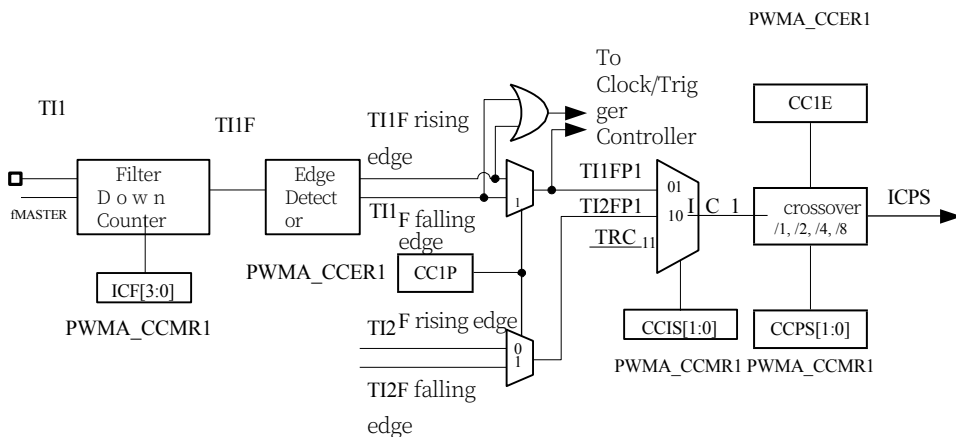 PWMA_CCER1
To
Clock/Trig
ger
Controller
TI1
TI1F
TI1F rising
edge
CC1E
Filter
Down
Counter
fMASTER
Edge
Detect
or
1
TI1F falling
edge
TI1FP1
TI2FP1
TRC
01
10
11
IC1
crossover
/1, /2, /4, /8
ICPS
PWMA_CCER1
CC1P
ICF[3:0]
PWMA_CCMR1
TI2F rising edge
0
1
TI2F falling
edge
CCIS[1:0]
PWMA_CCMR1
CCPS[1:0]
PWMA_CCMR1